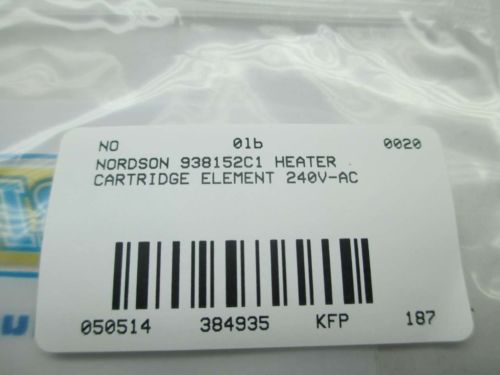 NO 01b 0020
NORDSON 938152C1 HEATER
CARTRIDGE ELEMENT 240V-AC
050514 384935 KFP 187